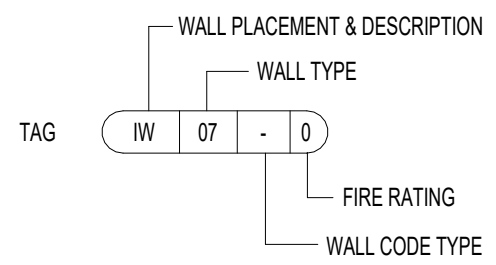 WALL PLACEMENT & DESCRIPTION
WALL TYPE
TAG IW 07 - 0
FIRE RATING
WALL CODE TYPE